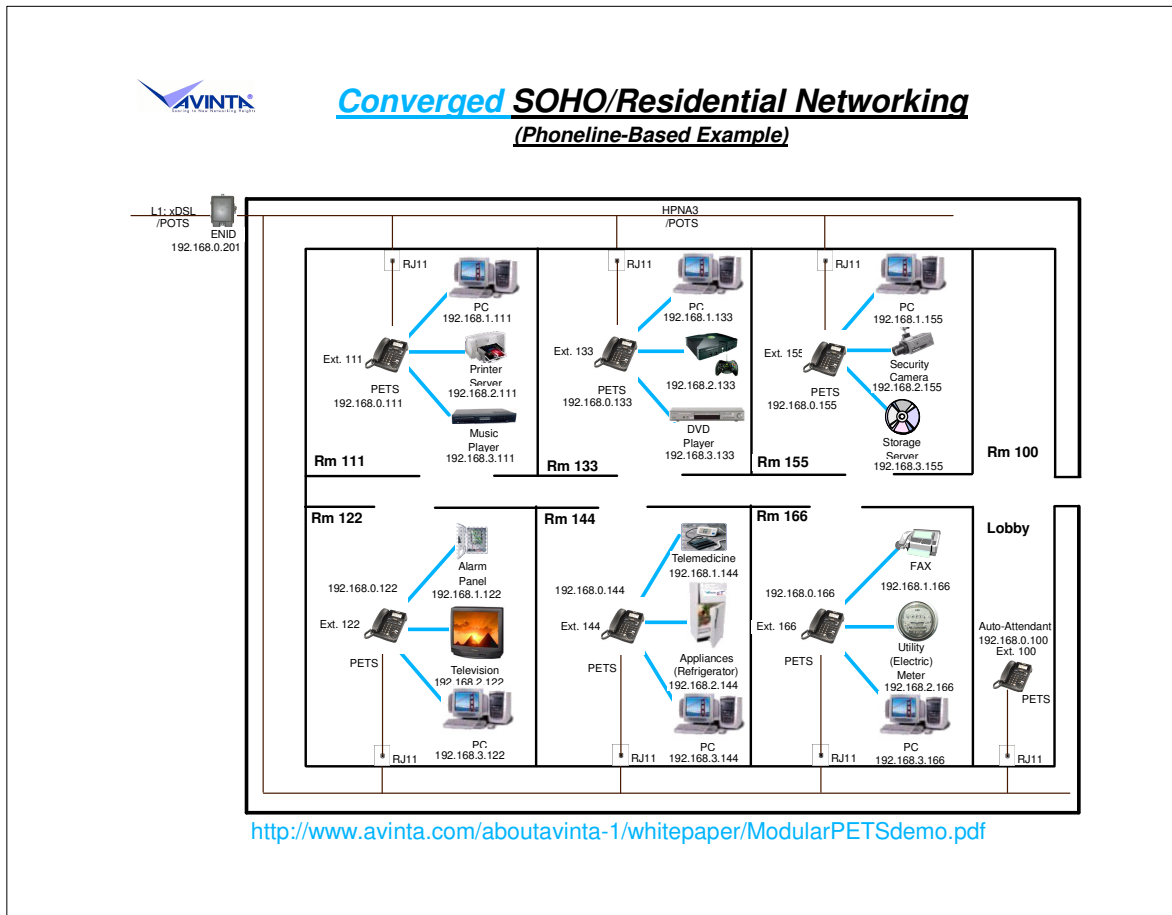 AVINTA®
Soaring to New Networking Heights
Converged SOHO/Residential Networking
(Phoneline-Based Example)
L1: xDSL
/POTS
ENID
192.168.0.201
HPNA3
/POTS
RJ11
PC
192.168.1.111
Ext. 111
Printer
Server
192.168.2.111
PETS
192.168.0.111
Music
Player
192.168.3.111
Rm 111
RJ11
PC
192.168.1.133
Ext. 133
192.168.2.133
PETS
192.168.0.133
DVD
Player
192.168.3.133
Rm 133
RJ11
PC
192.168.1.155
Ext. 155
Security
Camera
192.168.2.155
PETS
192.168.0.155
Storage
Server
192.168.3.155
Rm 155
Rm 100
Rm 122
Alarm
Panel
192.168.1.122
192.168.0.122
Ext. 122
PETS
Television
192.168.2.122
PC
192.168.3.122
RJ11
Rm 144
Telemedicine
192.168.1.144
192.168.0.144
Ext. 144
PETS
Appliances
(Refrigerator)
192.168.2.144
PC
192.168.3.144
RJ11
Rm 166
FAX
192.168.1.166
192.168.0.166
Ext. 166
PETS
Utility
(Electric)
Meter
192.168.2.166
PC
192.168.3.166
RJ11
Lobby
Auto-Attendant
192.168.0.100
Ext. 100
PETS
RJ11
http://www.avinta.com/aboutavinta-1/whitepaper/ModularPETSdemo.pdf